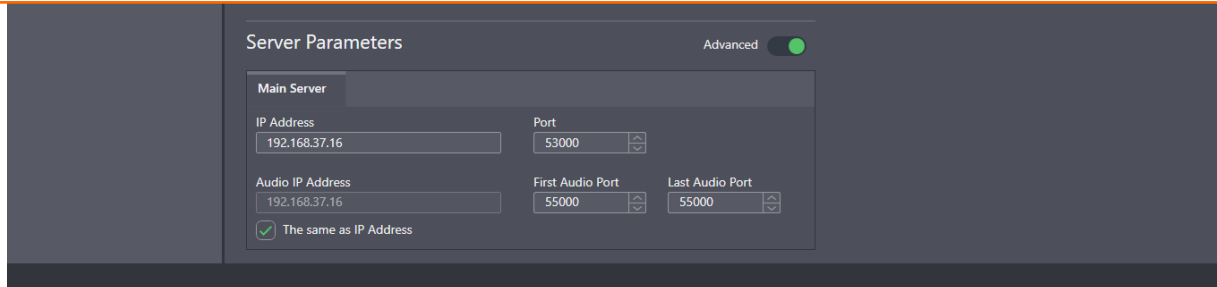 Server Parameters
Advanced
Main Server
IP Address
Port
192.168.37.16
53000
Audio IP Address
First Audio Port
Last Audio Port
192.168.37.16
55000
55000
The same as IP Address